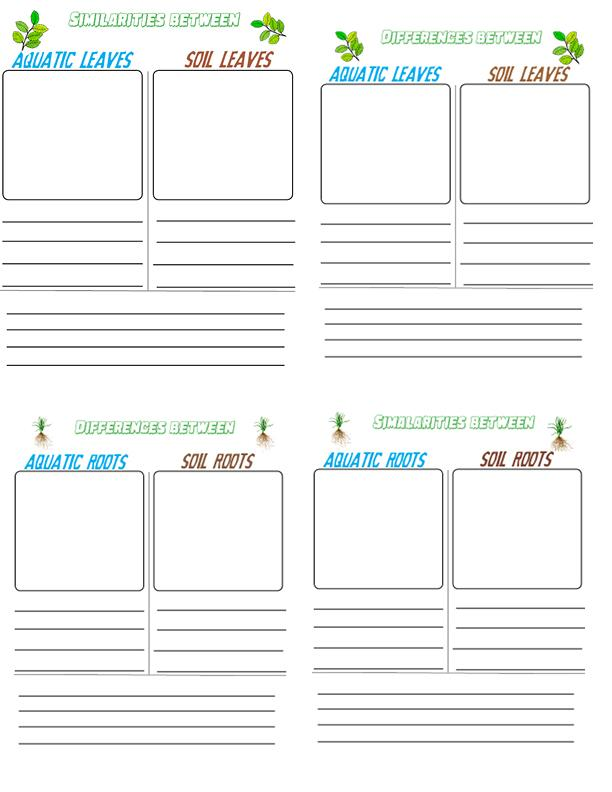 Similarities between
Aquatic Leaves Soil Leaves
Differences between
Aquatic Leaves Soil Leaves
Differences between
Aquatic Roots Soil Roots
Simalarities between
Aquatic Roots Soil Roots